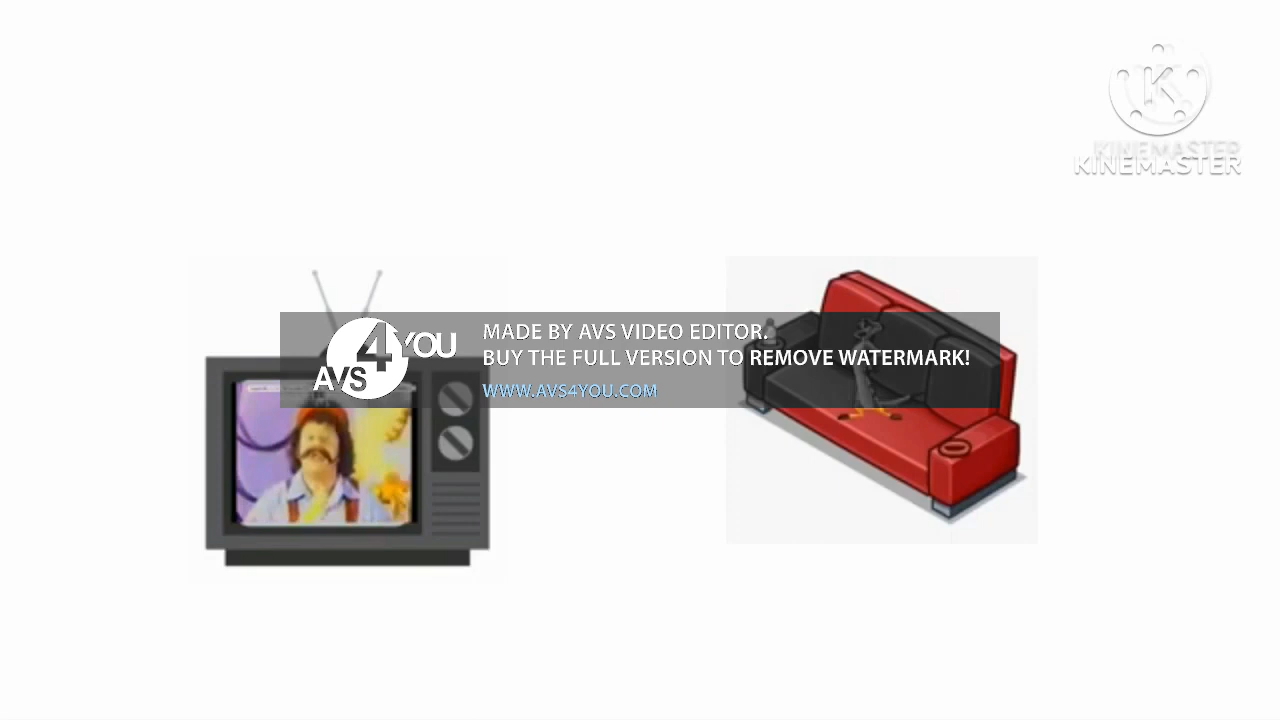 KINEMASTER
KINEMASTER
AVS4YOU
MADE BY AVS VIDEO EDITOR.
BUY THE FULL VERSION TO REMOVE WATERMARK!
WWW.AVS4YOU.COM